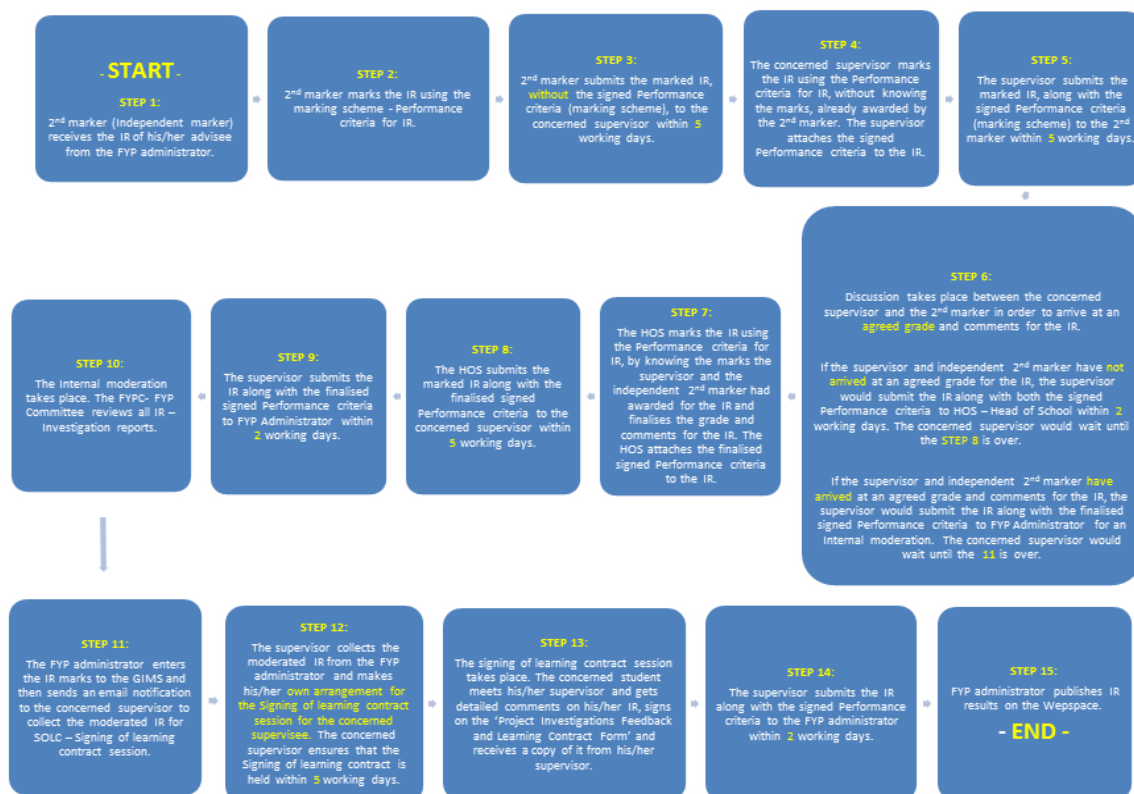 - START -
STEP 1:
2nd marker (Independent marker)
receives the IR of his/her advisee
from the FYP administrator.
STEP 2:
2nd marker marks the IR using the
marking scheme - Performance
criteria for IR.
STEP 3:
2nd marker submits the marked IR,
without the signed Performance
criteria (marking scheme), to the
concerned supervisor within 5
working days.
STEP 4:
The concerned supervisor marks
the IR using the Performance
criteria for IR, without knowing
the marks, already awarded by
the 2nd marker. The supervisor
attaches the signed
Performance criteria to the IR.
STEP 5:
The supervisor submits the
marked IR, along with the
signed Performance criteria
(marking scheme) to the 2nd
marker within 5 working days.
STEP 6:
Discussion takes place between the concerned
supervisor and the 2nd marker in order to arrive at an
agreed grade and comments for the IR.
If the supervisor and independent 2nd marker have not
arrived at an agreed grade for the IR, the supervisor
would submit the IR along with both the signed
Performance criteria to HOS – Head of School within 2
working days. The concerned supervisor would wait until
the STEP 8 is over.
If the supervisor and independent 2nd marker have
arrived at an agreed grade and comments for the IR, the
supervisor would submit the IR along with the finalised
signed Performance criteria to FYP Administrator for an
Internal moderation. The concerned supervisor would
wait until the 11 is over.
STEP 7:
The HOS marks the IR using
the Performance criteria for
IR, by knowing the marks the
supervisor and the
independent 2nd marker had
awarded for the IR and
finalises the grade and
comments for the IR. The
HOS attaches the finalised
signed Performance criteria
to the IR.
STEP 8:
The HOS submits the
marked IR along with the
finalised signed Performance
criteria to the concerned
supervisor within
5 working days.
STEP 9:
The supervisor submits the
IR along with the finalised
signed Performance criteria
to FYP Administrator within
2 working days.
STEP 10:
The Internal moderation
takes place. The FYPC- FYP
Committee reviews all IR –
Investigation reports.
STEP 11:
The FYP administrator enters
the IR marks to the GIMS and
then sends an email notification
to the concerned supervisor to
collect the moderated IR for
SOLC – Signing of learning
contract session.
STEP 12:
The supervisor collects the
moderated IR from the FYP
administrator and makes
his/her own arrangement for
the Signing of learning contract
session for the concerned
supervisee. The concerned
supervisor ensures that the
Signing of learning contract is
held within 5 working days.
STEP 13:
The signing of learning contract session
takes place. The concerned student
meets his/her supervisor and gets
detailed comments on his/her IR, signs
on the ‘Project Investigations Feedback
and Learning Contract Form’ and
receives a copy of it from his/her
supervisor.
STEP 14:
The supervisor submits the IR
along with the signed Performance
criteria to the FYP administrator
within 2 working days.
STEP 15:
FYP administrator publishes IR
results on the Wepspace.
- END -